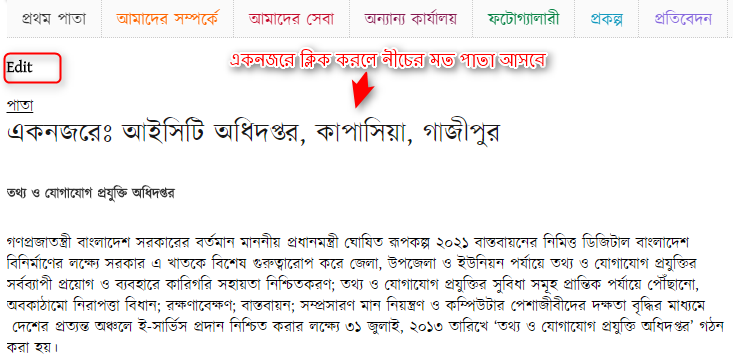 প্রথম পাতা আমাদের সম্পর্কে আমাদের সেবা অন্যান্য কার্যালয় ফটোগ্যালারী প্রকল্প প্রতিবেদন
একনজরে ক্লিক করলে নীচের মত পাতা আসবে
Edit
পাতা
একনজরেঃ আইসিটি অধিদপ্তর, কাপাসিয়া, গাজীপুর
তথ্য ও যোগাযোগ প্রযুক্তি অধিদপ্তর
গণপ্রজাতন্ত্রী বাংলাদেশ সরকারের বর্তমান মাননীয় প্রধানমন্ত্রী ঘোষিত রূপকল্প ২০২১ বাস্তবায়নের নিমিত্ত ডিজিটাল বাংলাদেশ
বিনির্মাণের লক্ষ্যে সরকার এ খাতকে বিশেষ গুরুত্বারোপ করে জেলা, উপজেলা ও ইউনিয়ন পর্যায়ে তথ্য ও যোগাযোগ প্রযুক্তির
সর্বব্যাপী প্রয়োগ ও ব্যবহারে কারিগরি সহায়তা নিশ্চিতকরণ; তথ্য ও যোগাযোগ প্রযুক্তির সুবিধা সমূহ প্রান্তিক পর্যায়ে পৌঁছানো,
অবকাঠামো নিরাপত্তা বিধান; রক্ষণাবেক্ষণ; বাস্তবায়ন; সম্প্রসারণ মান নিয়ন্ত্রণ ও কম্পিউটার পেশাজীবীদের দক্ষতা বৃদ্ধির মাধ্যমে
দেশের প্রত্যন্ত অঞ্চলে ই-সার্ভিস প্রদান নিশ্চিত করার লক্ষ্যে ৩১ জুলাই, ২০১৩ তারিখে ‘তথ্য ও যোগাযোগ প্রযুক্তি অধিদপ্তর’ গঠন
করা হয়।